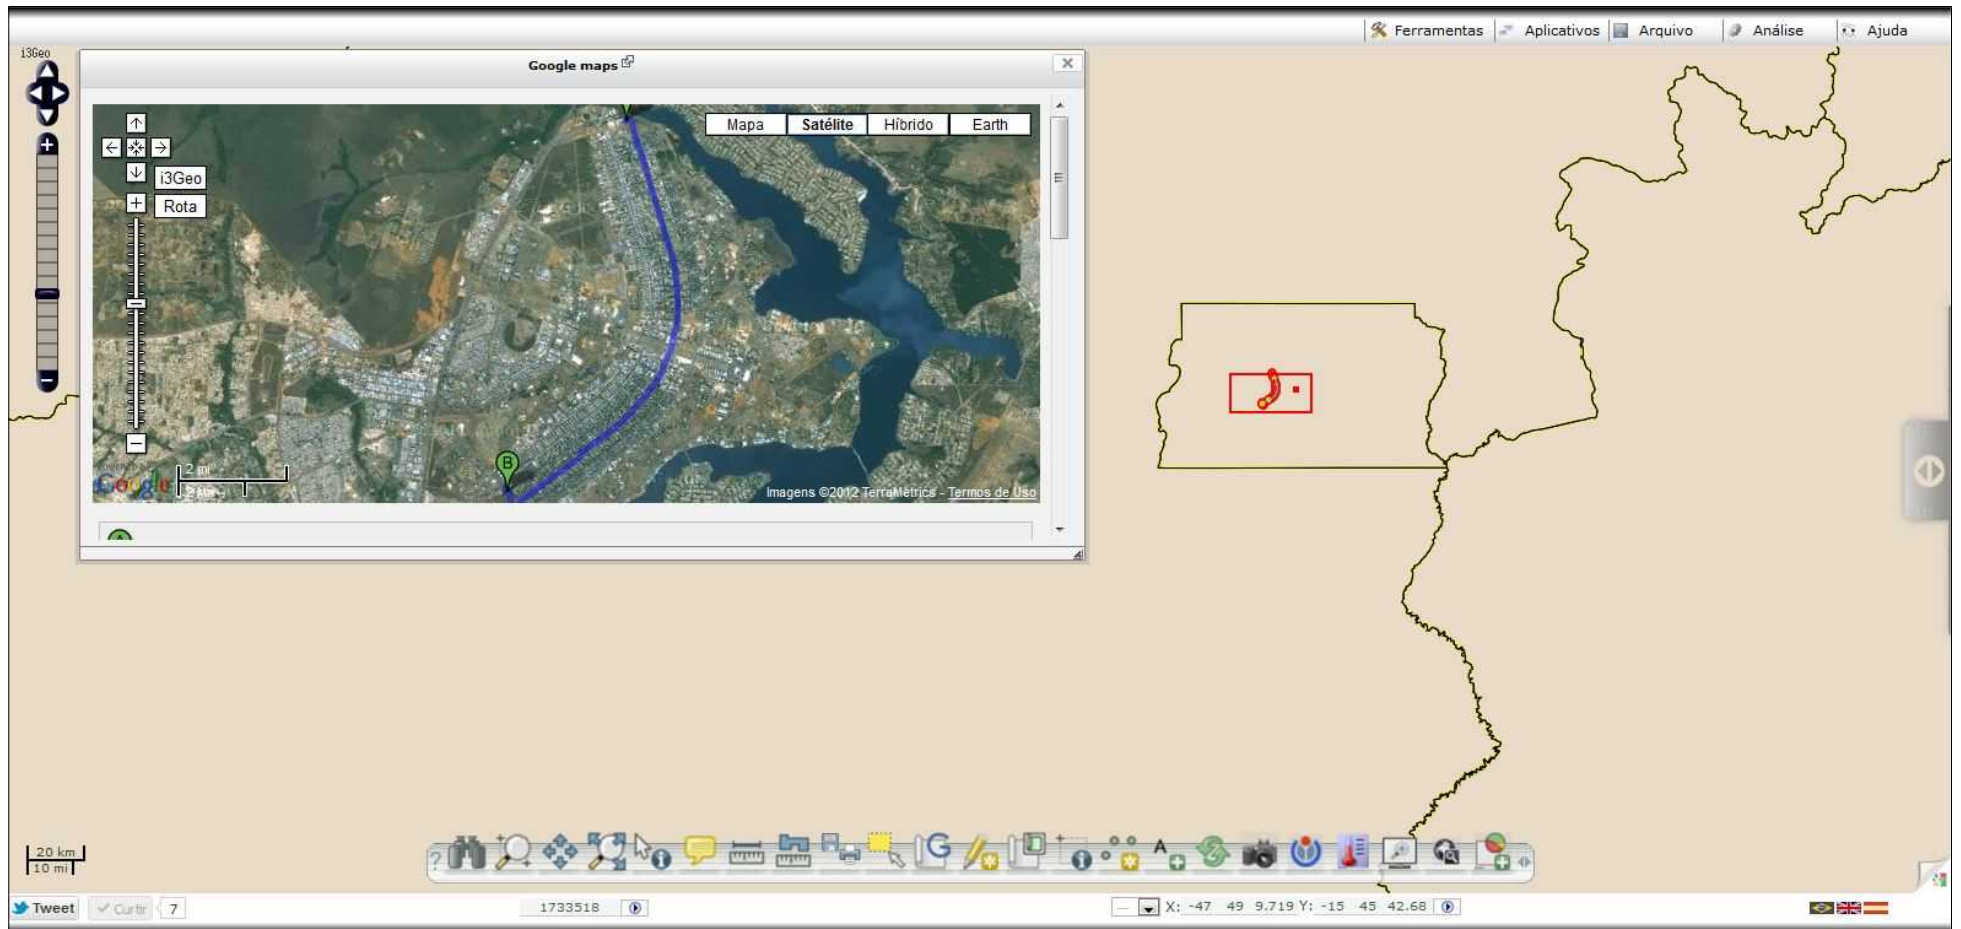 Ferramentas Aplicativos Arquivo Análise Ajuda
i3Geo
Google maps
Mapa Satélite Híbrido Earth
i3Geo
Rota
B
2 mi
Google
Imagens ©2012 TerraMetrics - Termos de Uso
A
20 km
10 mi
?
Tweet Curtir 7
1733518
X: -47 49 9.719 Y: -15 45 42.68